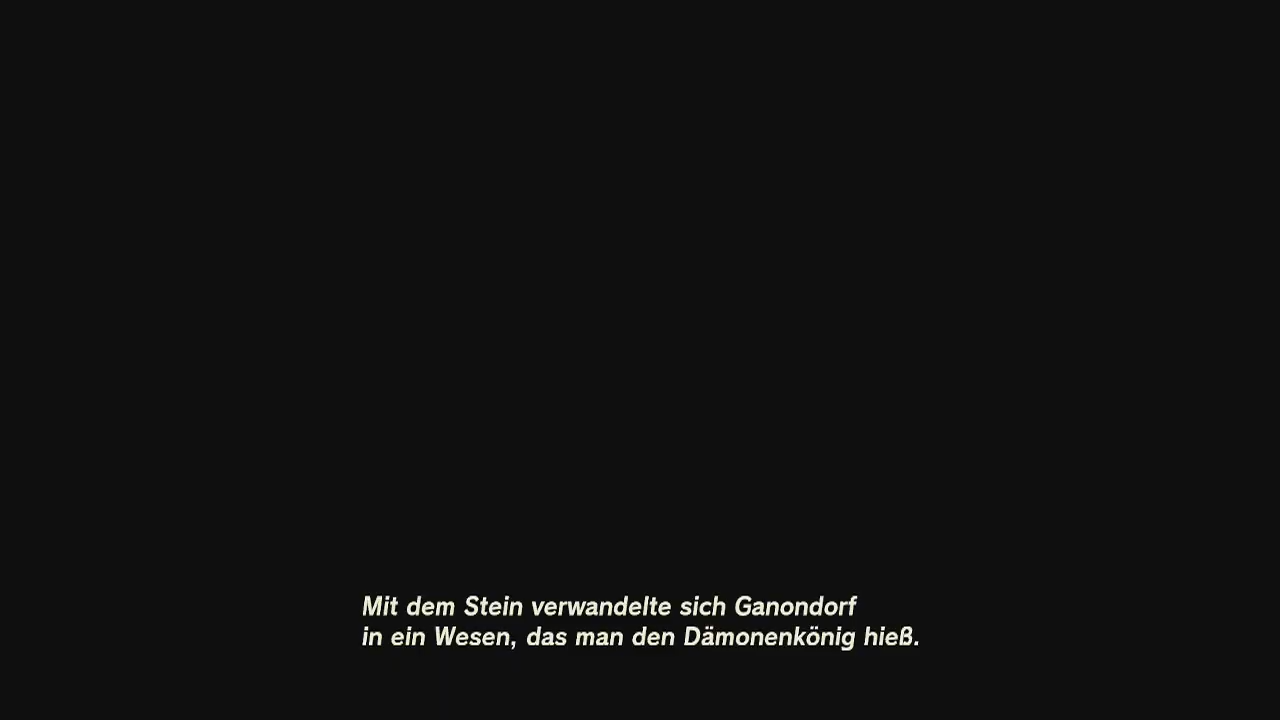 Mit dem Stein verwandelte sich Ganondorf
in ein Wesen, das man den Dämonenkönig hieß.